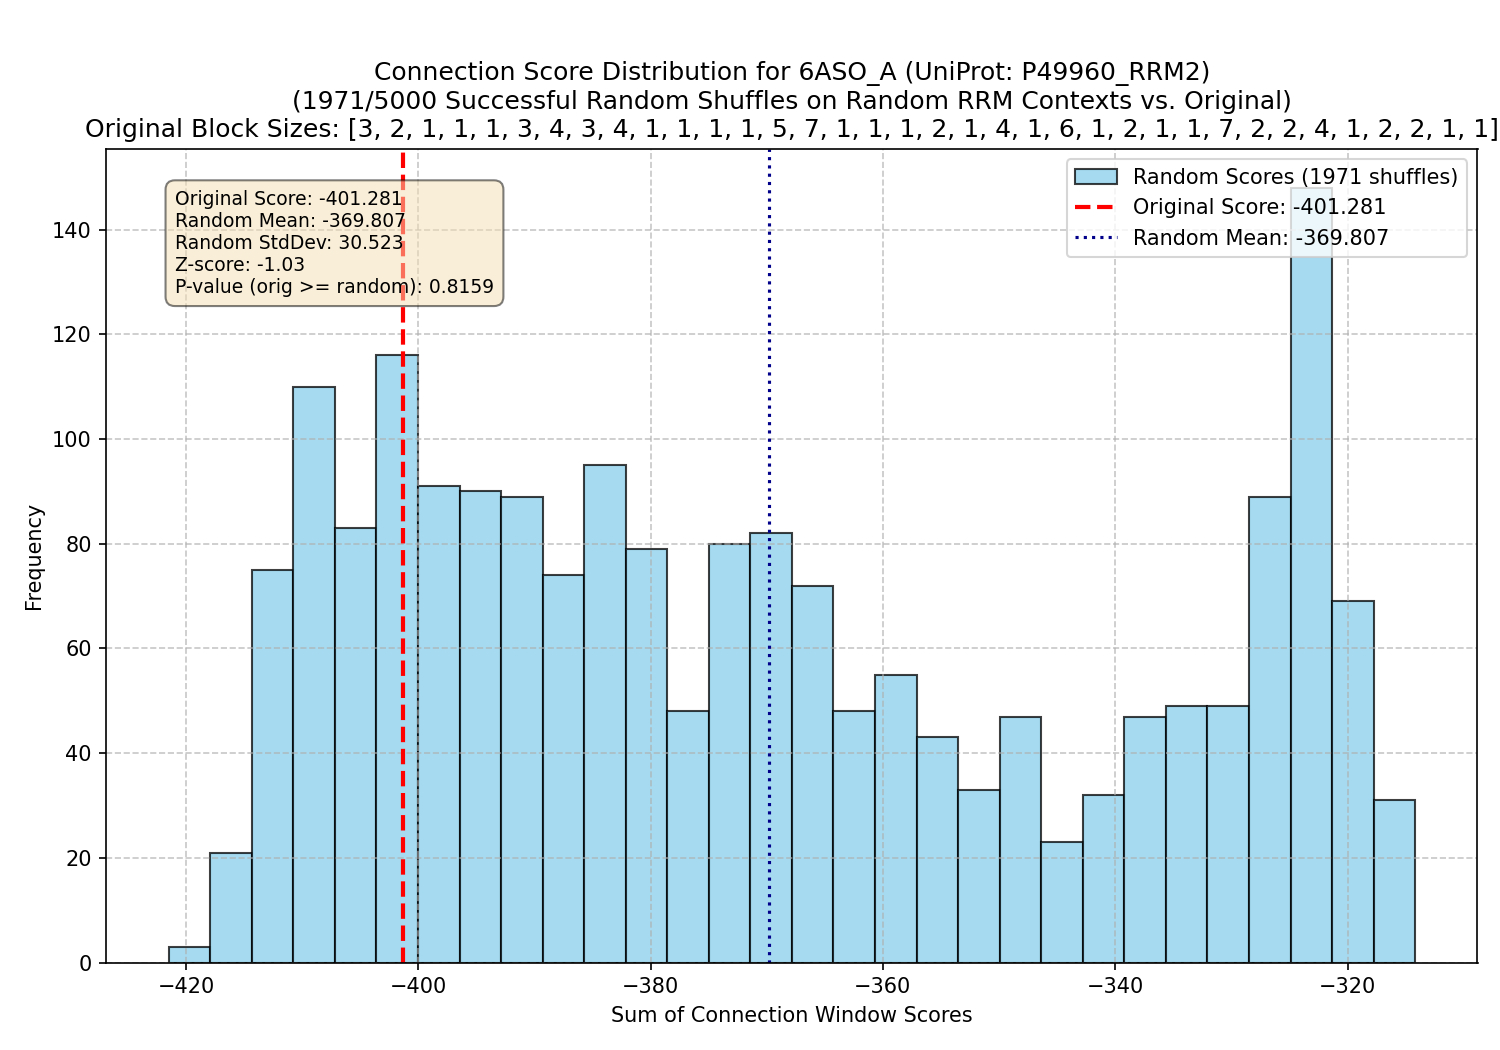 Connection Score Distribution for 6ASO_A (UniProt: P49960_RRM2)
(1971/5000 Successful Random Shuffles on Random RRM Contexts vs. Original)
Original Block Sizes: [3, 2, 1, 1, 1, 3, 4, 3, 4, 1, 1, 1, 1, 5, 7, 1, 1, 1, 2, 1, 4, 1, 6, 1, 2, 1, 1, 7, 2, 2, 4, 1, 2, 2, 1, 1]
Original Score: -401.281
Random Mean: -369.807
Random StdDev: 30.523
Z-score: -1.03
P-value (orig >= random): 0.8159
Random Scores (1971 shuffles)
Original Score: -401.281
Random Mean: -369.807
Frequency
140
120
100
80
60
40
20
0
−420 −400 −380 −360 −340 −320
Sum of Connection Window Scores